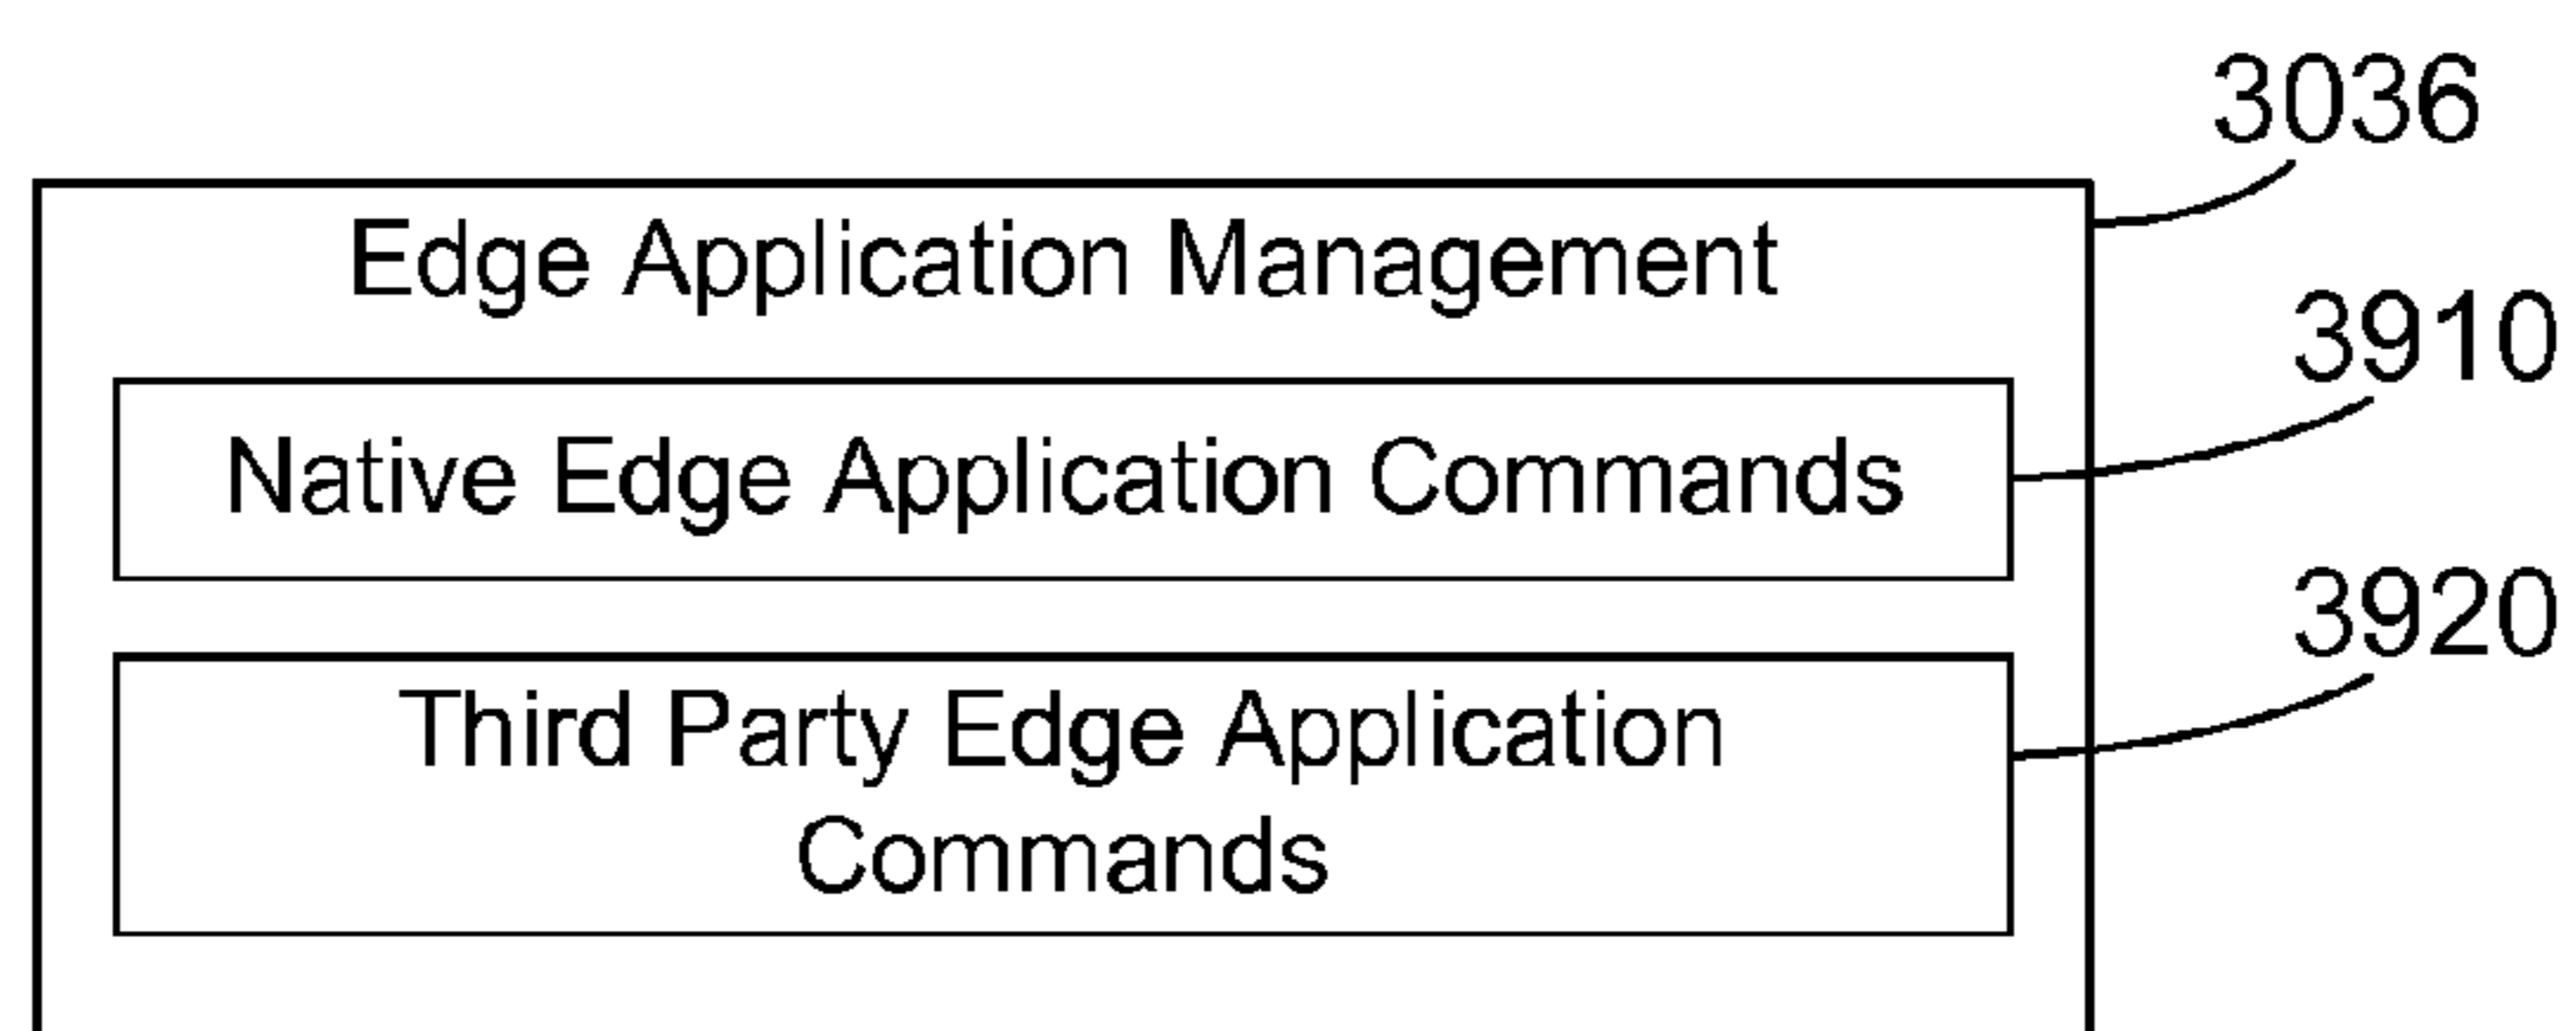 3036
Edge Application Management
3910
Native Edge Application Commands
3920
Third Party Edge Application
Commands